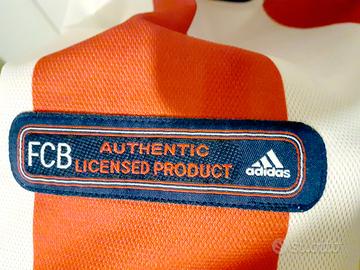 FCB
AUTHENTIC
LICENSED PRODUCT
adidas